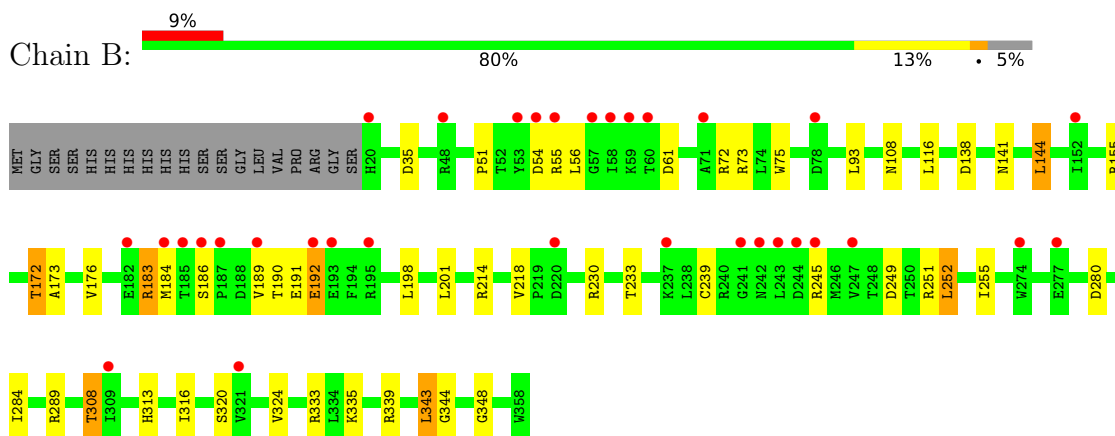 9%
Chain B:
80% 13% • 5%
MET GLY SER SER HIS HIS HIS HIS HIS HIS SER SER GLY LEU VAL PRO ARG GLY SER H20 D35 R48 P51 T52 Y53 D54 R55 L56 G57 I58 K59 T60 D61 A71 R72 R73 L74 W75 D78 L93 N108 L116 D138 N141 L144 I152 R155
T172 A173 V176 E182 R183 M184 T185 S186 P187 D188 V189 T190 E191 E192 E193 F194 R195 L198 L201 R214 V218 P219 D220 R230 T233 K237 L238 C239 R240 G241 N242 L243 D244 R245 M246 V247 T248 D249 T250 R251 L252 I255 W274 E277 D280
I284 R289 T308 I309 H313 I316 S320 V321 V324 R333 L334 K335 R339 L343 G344 G348 W358